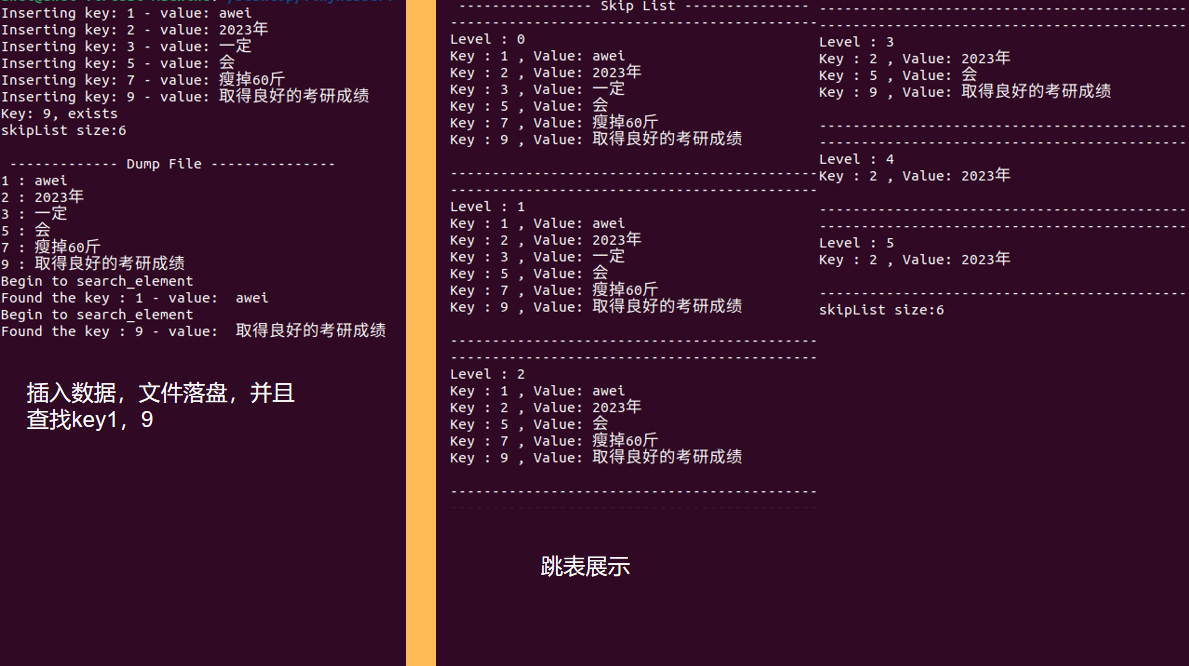 Inserting key: 1 - value: awei
Inserting key: 2 - value: 2023年
Inserting key: 3 - value: 一定
Inserting key: 5 - value: 会
Inserting key: 7 - value: 瘦掉60斤
Inserting key: 9 - value: 取得良好的考研成绩
Key: 9, exists
skipList size:6
------------- Dump File ---------------
1 : awei
2 : 2023年
3 : 一定
5 : 会
7 : 瘦掉60斤
9 : 取得良好的考研成绩
Begin to search_element
Found the key : 1 - value:  awei
Begin to search_element
Found the key : 9 - value:  取得良好的考研成绩
插入数据，文件落盘，并且
查找key1，9
---------------- Skip List ---------------
--------------------------------------------
Level : 0
Key : 1 , Value: awei
Key : 2 , Value: 2023年
Key : 3 , Value: 一定
Key : 5 , Value: 会
Key : 7 , Value: 瘦掉60斤
Key : 9 , Value: 取得良好的考研成绩
--------------------------------------------
--------------------------------------------
Level : 1
Key : 1 , Value: awei
Key : 2 , Value: 2023年
Key : 3 , Value: 一定
Key : 5 , Value: 会
Key : 7 , Value: 瘦掉60斤
Key : 9 , Value: 取得良好的考研成绩
--------------------------------------------
--------------------------------------------
Level : 2
Key : 1 , Value: awei
Key : 2 , Value: 2023年
Key : 5 , Value: 会
Key : 7 , Value: 瘦掉60斤
Key : 9 , Value: 取得良好的考研成绩
--------------------------------------------
--------------------------------------------
跳表展示
--------------------------------------------
--------------------------------------------
Level : 3
Key : 2 , Value: 2023年
Key : 5 , Value: 会
Key : 9 , Value: 取得良好的考研成绩
--------------------------------------------
--------------------------------------------
Level : 4
Key : 2 , Value: 2023年
--------------------------------------------
--------------------------------------------
Level : 5
Key : 2 , Value: 2023年
--------------------------------------------
skipList size:6